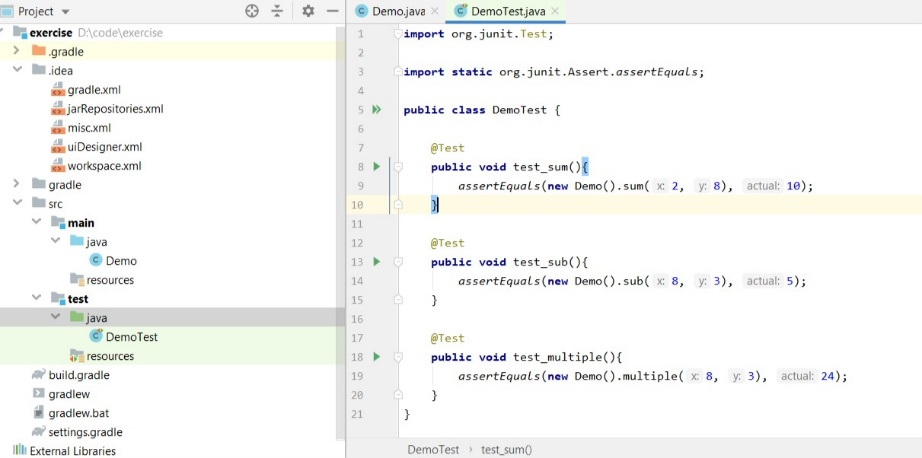 Project
exercise D:\code\exercise
.gradle
.idea
gradle.xml
jarRepositories.xml
misc.xml
uiDesigner.xml
workspace.xml
gradle
src
main
java
Demo
resources
test
java
DemoTest
resources
build.gradle
gradlew
gradlew.bat
settings.gradle
External Libraries
Demo.java
DemoTest.java
1 import org.junit.Test;
2
3 import static org.junit.Assert.assertEquals;
4
5 public class DemoTest {
6
7 @Test
8 public void test_sum(){
9 assertEquals(new Demo().sum( x: 2, y: 8), actual: 10);
10 }
11
12 @Test
13 public void test_sub(){
14 assertEquals(new Demo().sub( x: 8, y: 3), actual: 5);
15 }
16
17 @Test
18 public void test_multiple(){
19 assertEquals(new Demo().multiple( x: 8, y: 3), actual: 24);
20 }
21 }
DemoTest › test_sum()